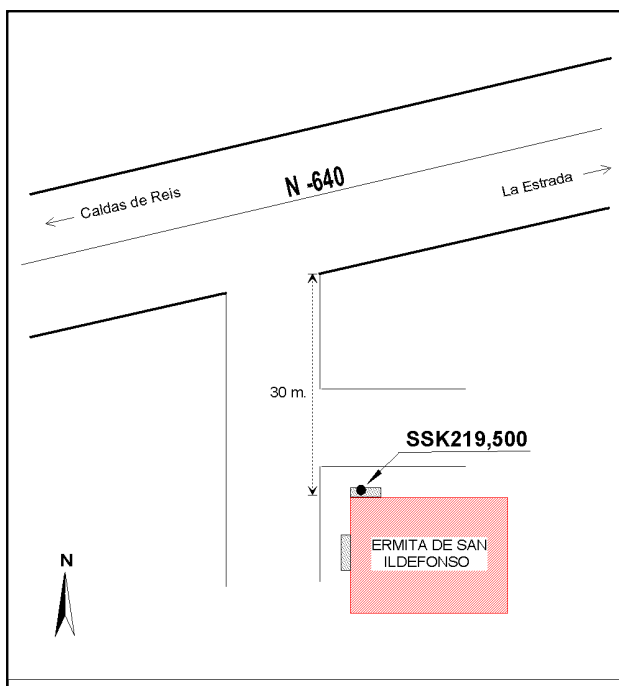 N -640
Caldas de Reis
La Estrada
30 m.
SSK219,500
ERMITA DE SAN
ILDEFONSO
N